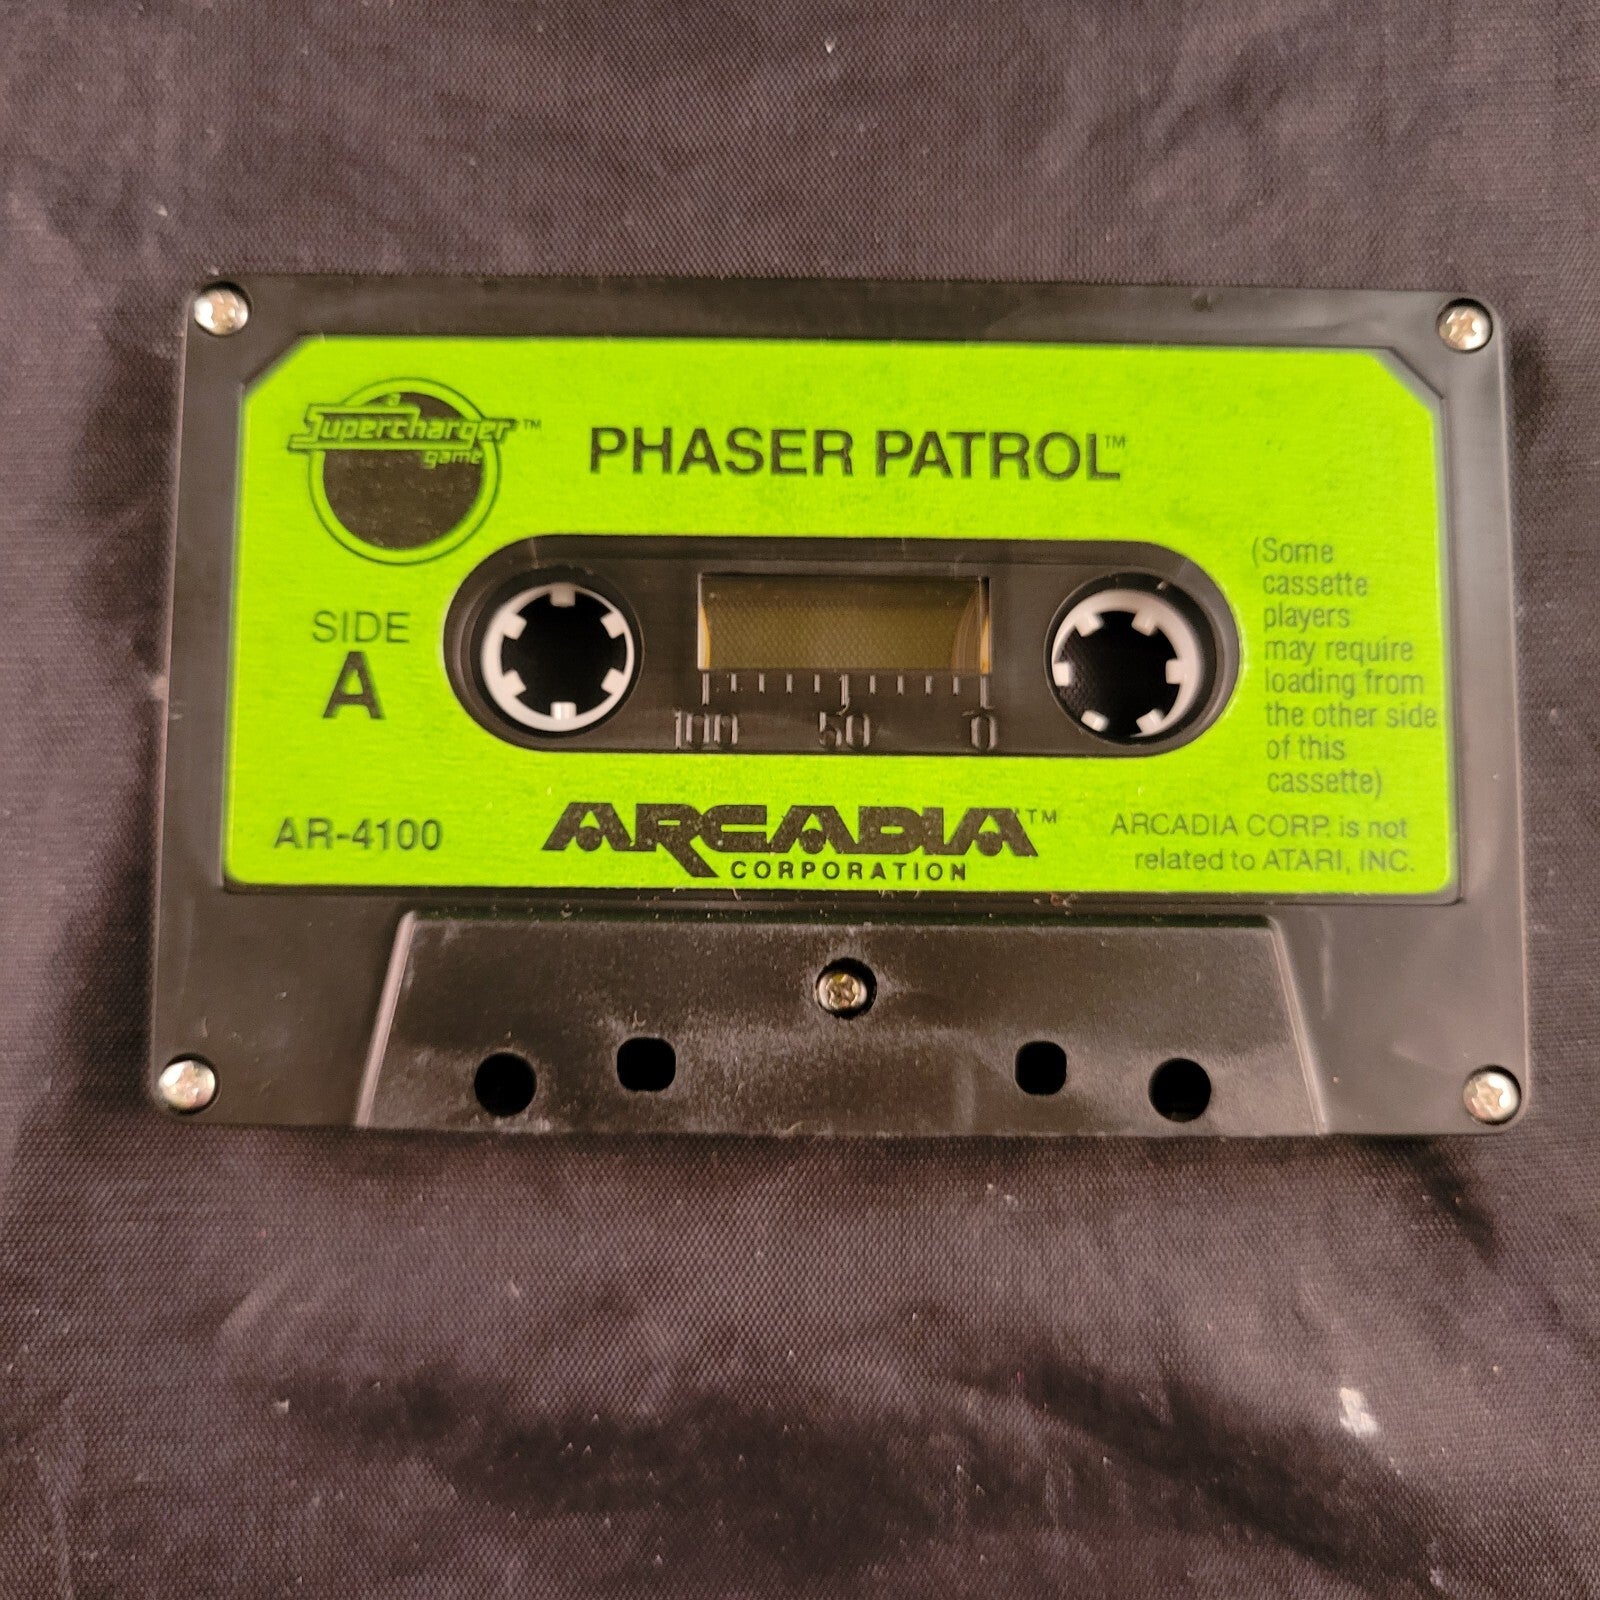 a
Supercharger™
game
PHASER PATROL™
SIDE
A
(Some
cassette
players
may require
loading from
the other side
of this
cassette)
100 50 0
AR-4100
ARCADIA™
CORPORATION
ARCADIA CORP. is not
related to ATARI, INC.